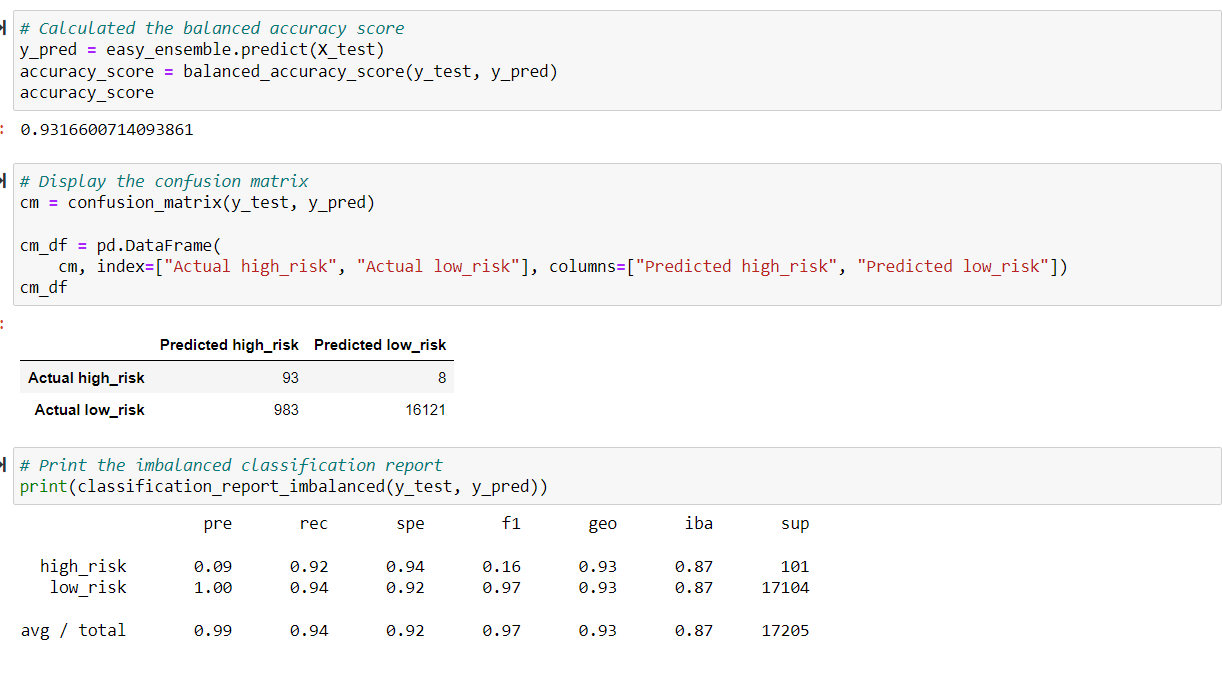 # Calculated the balanced accuracy score
y_pred = easy_ensemble.predict(X_test)
accuracy_score = balanced_accuracy_score(y_test, y_pred)
accuracy_score
: 0.9316600714093861
# Display the confusion matrix
cm = confusion_matrix(y_test, y_pred)
cm_df = pd.DataFrame(
    cm, index=["Actual high_risk", "Actual low_risk"], columns=["Predicted high_risk", "Predicted low_risk"])
cm_df
:
Predicted high_risk Predicted low_risk
Actual high_risk 93 8
Actual low_risk 983 16121
# Print the imbalanced classification report
print(classification_report_imbalanced(y_test, y_pred))
pre rec spe f1 geo iba sup
high_risk 0.09 0.92 0.94 0.16 0.93 0.87 101
low_risk 1.00 0.94 0.92 0.97 0.93 0.87 17104
avg / total 0.99 0.94 0.92 0.97 0.93 0.87 17205